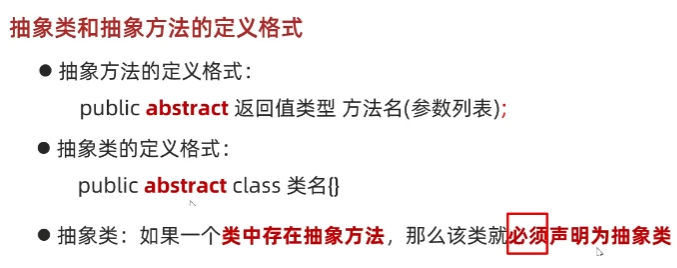 抽象类和抽象方法的定义格式
● 抽象方法的定义格式：
public abstract 返回值类型 方法名(参数列表);
● 抽象类的定义格式：
public abstract class 类名{}
● 抽象类：如果一个类中存在抽象方法，那么该类就必须声明为抽象类